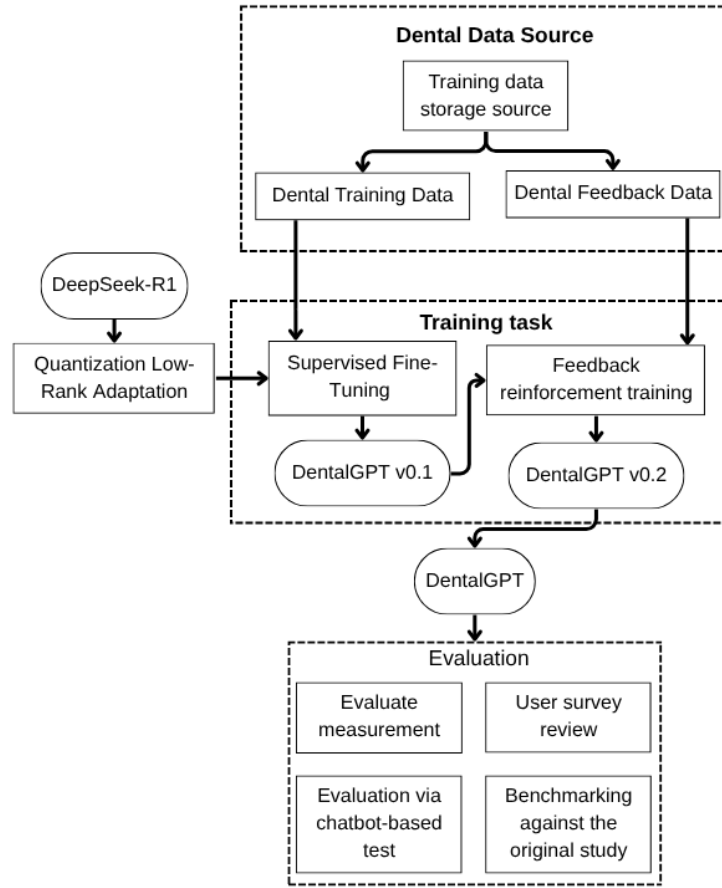 Dental Data Source
Training data
storage source
Dental Training Data
Dental Feedback Data
DeepSeek-R1
Quantization Low-
Rank Adaptation
Training task
Supervised Fine-
Tuning
Feedback
reinforcement training
DentalGPT v0.1
DentalGPT v0.2
DentalGPT
Evaluation
Evaluate
measurement
User survey
review
Evaluation via
chatbot-based
test
Benchmarking
against the
original study